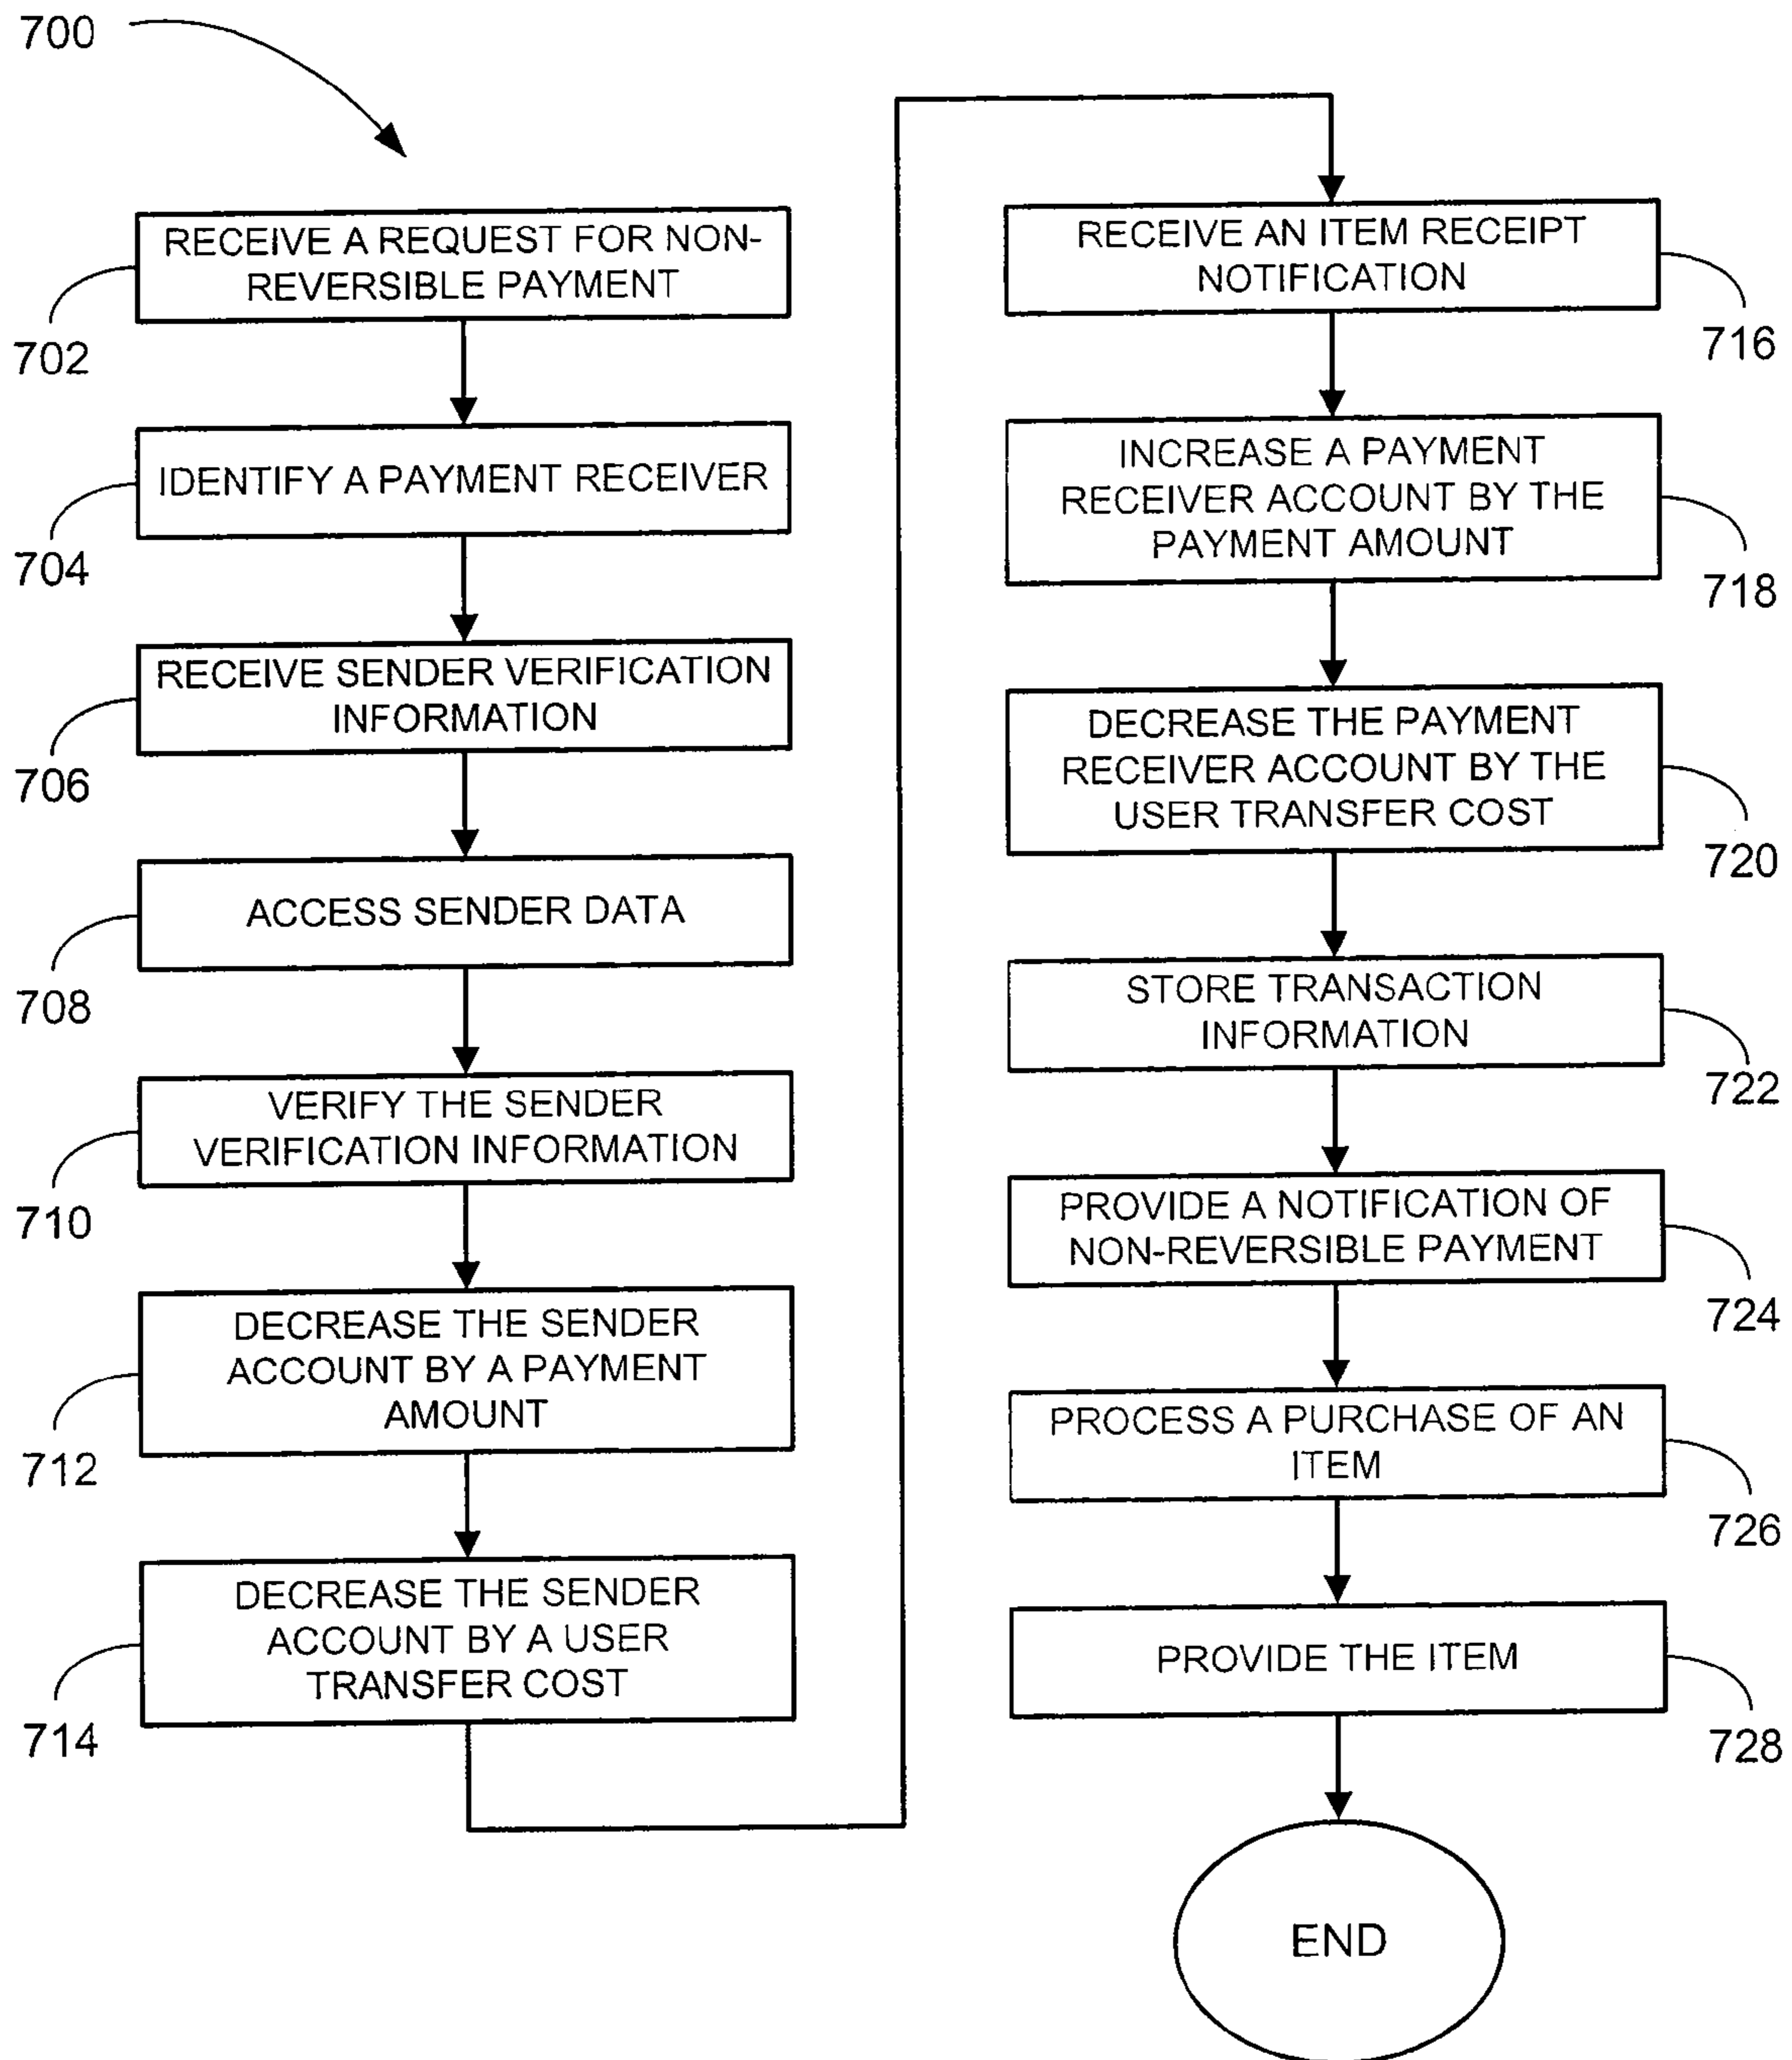 700
RECEIVE A REQUEST FOR NON-
REVERSIBLE PAYMENT
702
IDENTIFY A PAYMENT RECEIVER
704
RECEIVE SENDER VERIFICATION
INFORMATION
706
ACCESS SENDER DATA
708
VERIFY THE SENDER
VERIFICATION INFORMATION
710
DECREASE THE SENDER
ACCOUNT BY A PAYMENT
AMOUNT
712
DECREASE THE SENDER
ACCOUNT BY A USER
TRANSFER COST
714
RECEIVE AN ITEM RECEIPT
NOTIFICATION
716
INCREASE A PAYMENT
RECEIVER ACCOUNT BY THE
PAYMENT AMOUNT
718
DECREASE THE PAYMENT
RECEIVER ACCOUNT BY THE
USER TRANSFER COST
720
STORE TRANSACTION
INFORMATION
722
PROVIDE A NOTIFICATION OF
NON-REVERSIBLE PAYMENT
724
PROCESS A PURCHASE OF AN
ITEM
726
PROVIDE THE ITEM
728
END